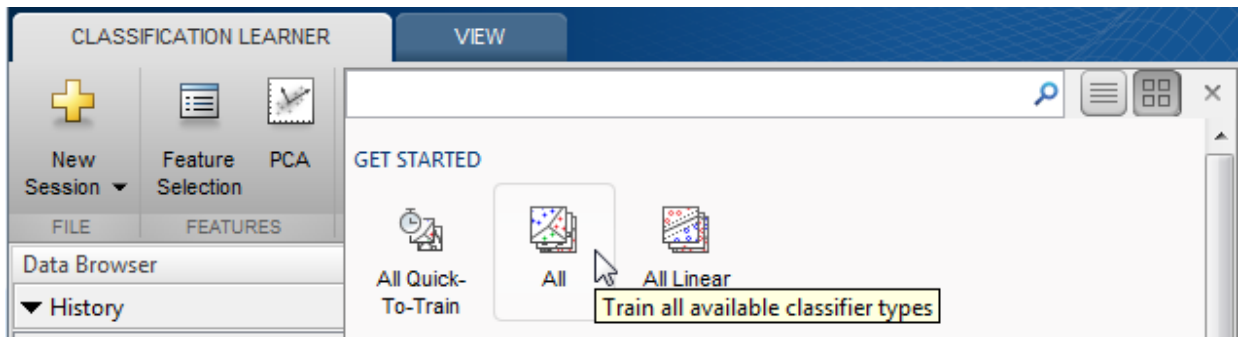 CLASSIFICATION LEARNER
VIEW
New
Session
Feature
Selection
PCA
FILE
FEATURES
GET STARTED
All Quick-
To-Train
All
All Linear
Train all available classifier types
Data Browser
History